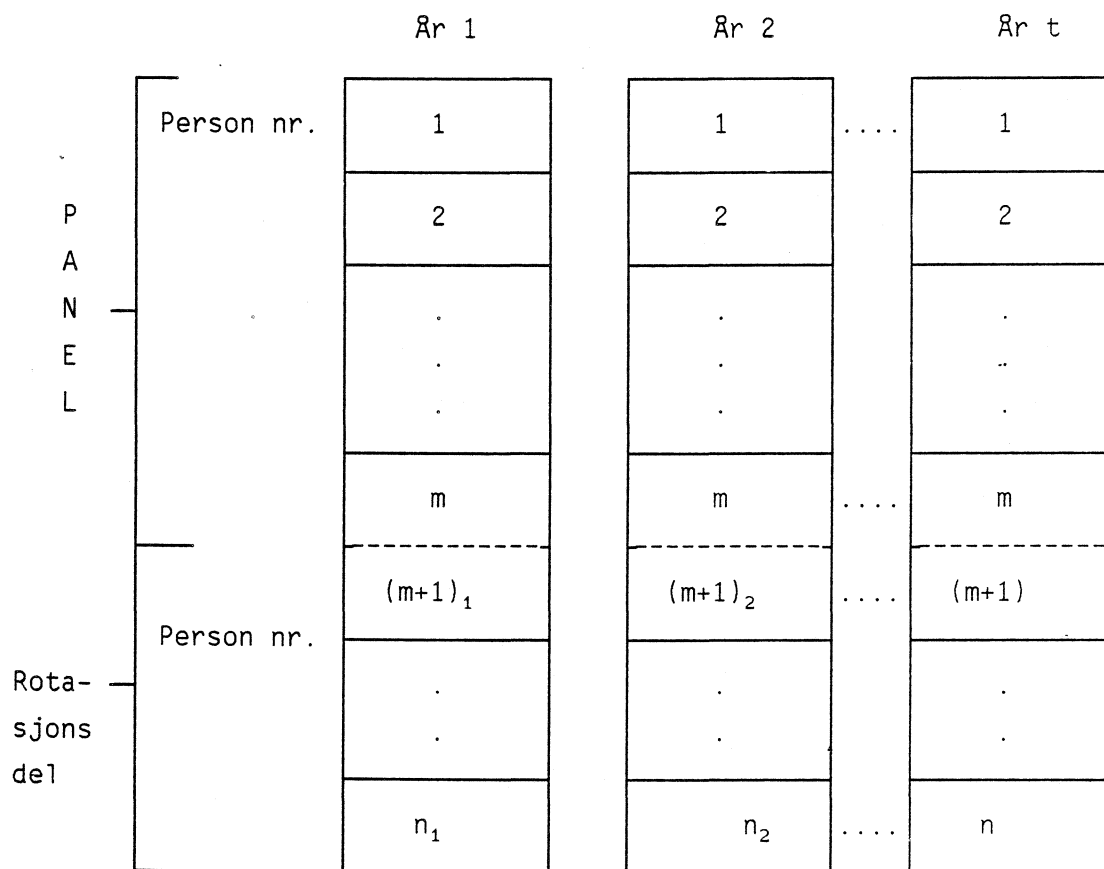 År 1 År 2 År t
Person nr. 1 1 .... 1
P 2 2 2
A
N . . .
E . . .
L . . .
m m .... m
(m+1)₁ (m+1)₂ .... (m+1)
Person nr.
Rota- . . .
sjons . . .
del
n₁ n₂ .... n